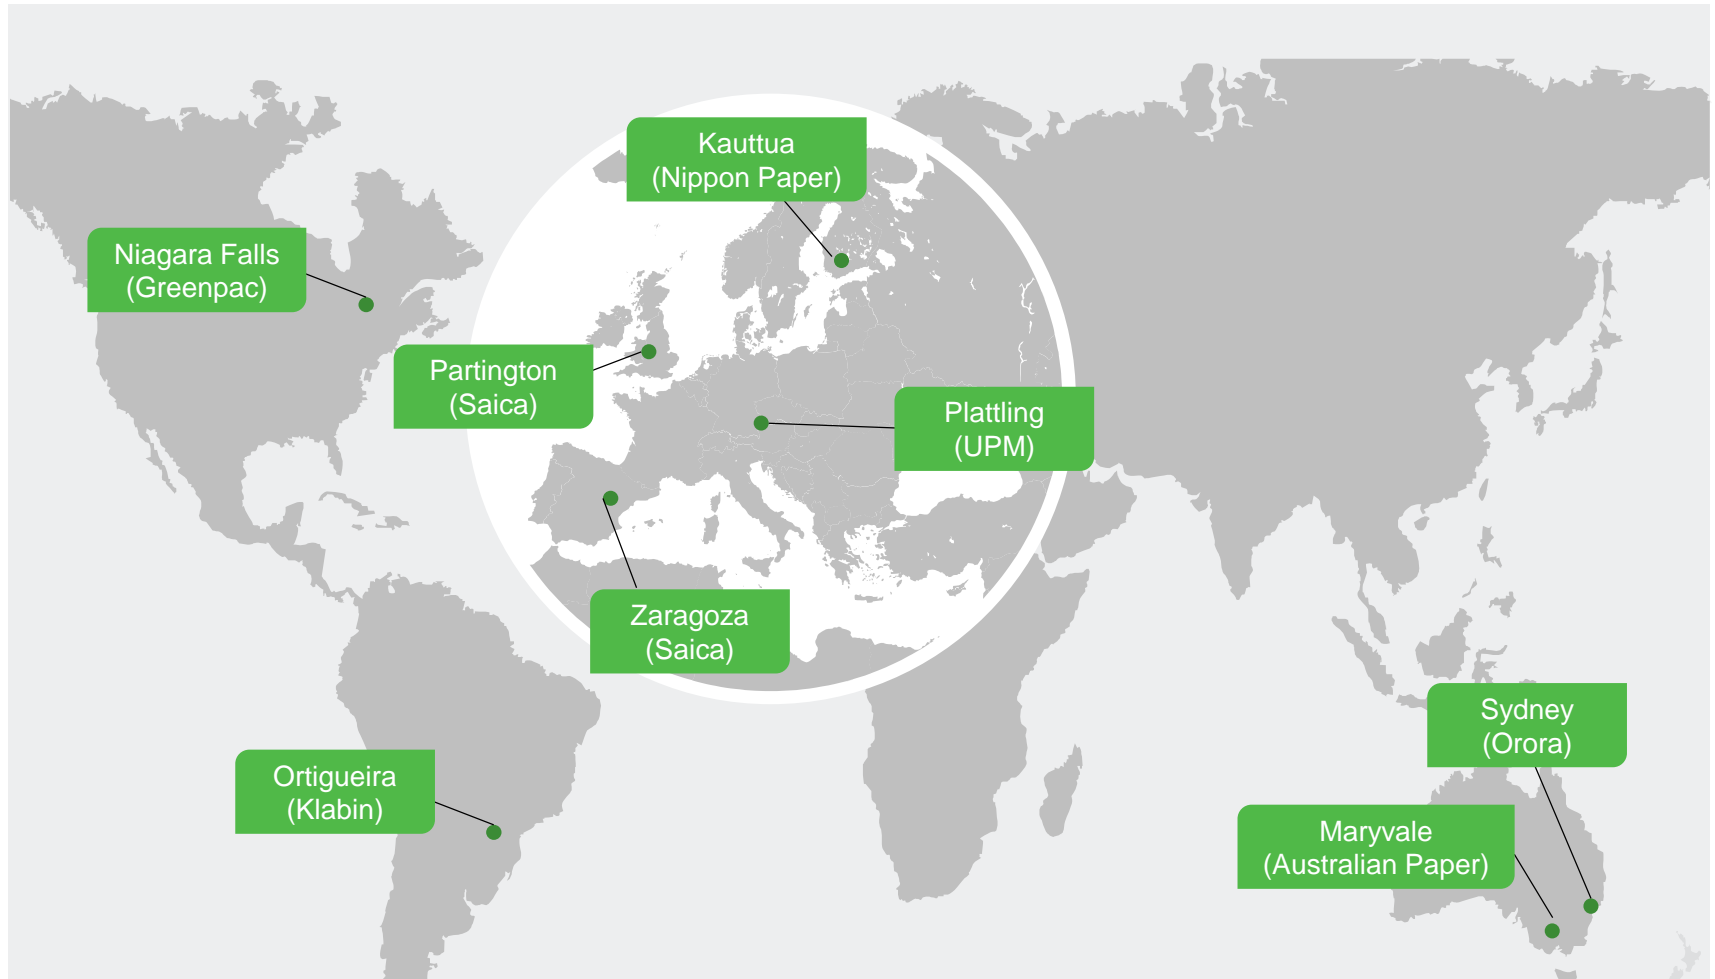 Kauttua
(Nippon Paper)
Niagara Falls
(Greenpac)
Partington
(Saica)
Plattling
(UPM)
Zaragoza
(Saica)
Sydney
(Orora)
Ortigueira
(Klabin)
Maryvale
(Australian Paper)